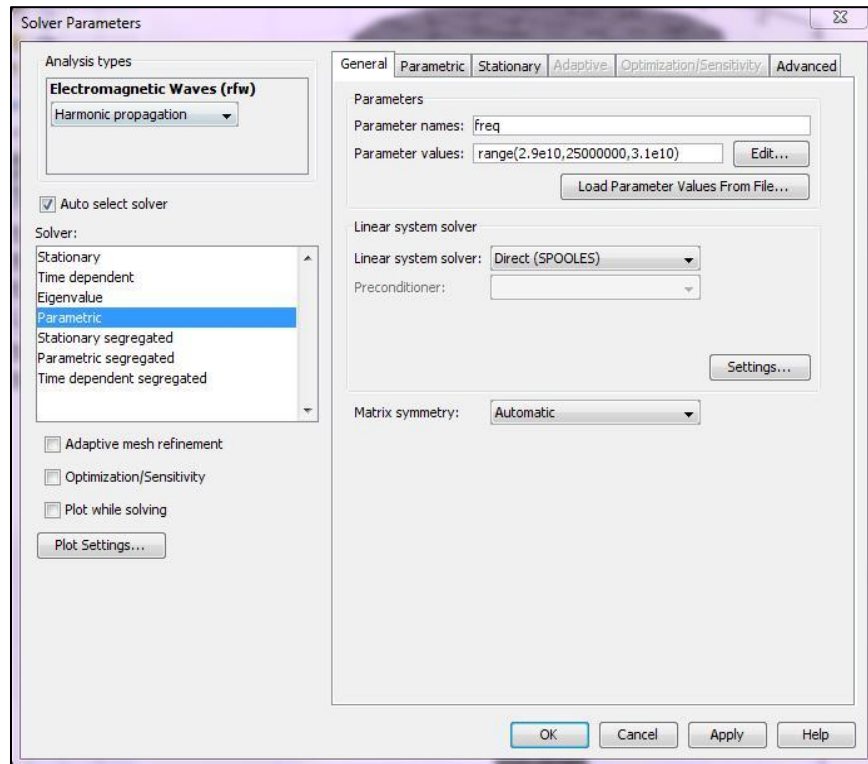 Solver Parameters
Analysis types
Electromagnetic Waves (rfw)
Harmonic propagation
Auto select solver
Solver:
Stationary
Time dependent
Eigenvalue
Parametric
Stationary segregated
Parametric segregated
Time dependent segregated
Adaptive mesh refinement
Optimization/Sensitivity
Plot while solving
Plot Settings...
General Parametric Stationary Adaptive Optimization/Sensitivity Advanced
Parameters
Parameter names: freq
Parameter values: range(2.9e10,25000000,3.1e10) Edit...
Load Parameter Values From File...
Linear system solver
Linear system solver: Direct (SPOOLES)
Preconditioner:
Settings...
Matrix symmetry: Automatic
OK Cancel Apply Help